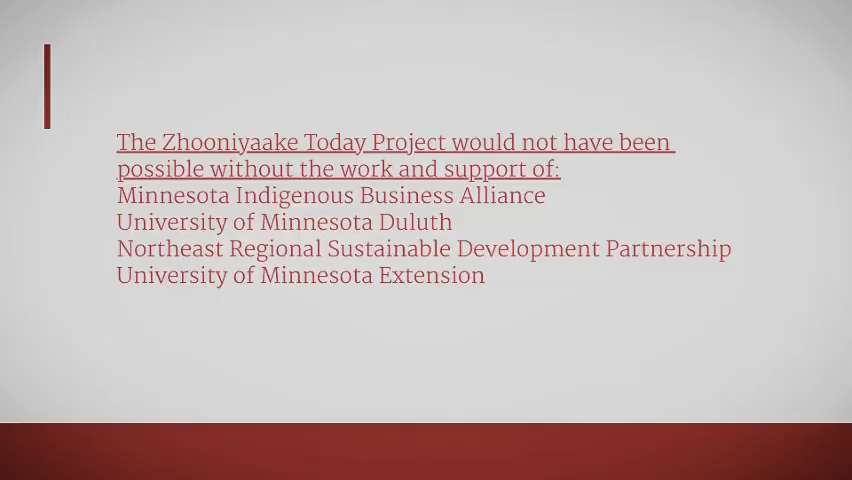 The Zhooniyaake Today Project would not have been
possible without the work and support of:
Minnesota Indigenous Business Alliance
University of Minnesota Duluth
Northeast Regional Sustainable Development Partnership
University of Minnesota Extension